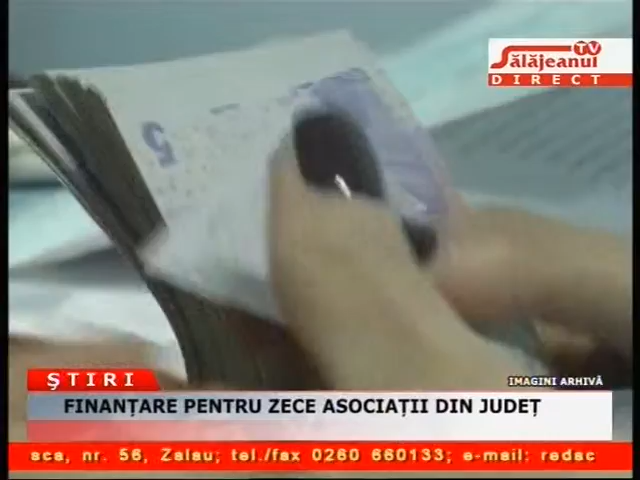 Sălăjeanul TV
DIRECT
5
ŞTIRI
IMAGINI ARHIVĂ
FINANȚARE PENTRU ZECE ASOCIAȚII DIN JUDEȚ
sca, nr. 56, Zalau; tel./fax 0260 660133; e-mail: redac